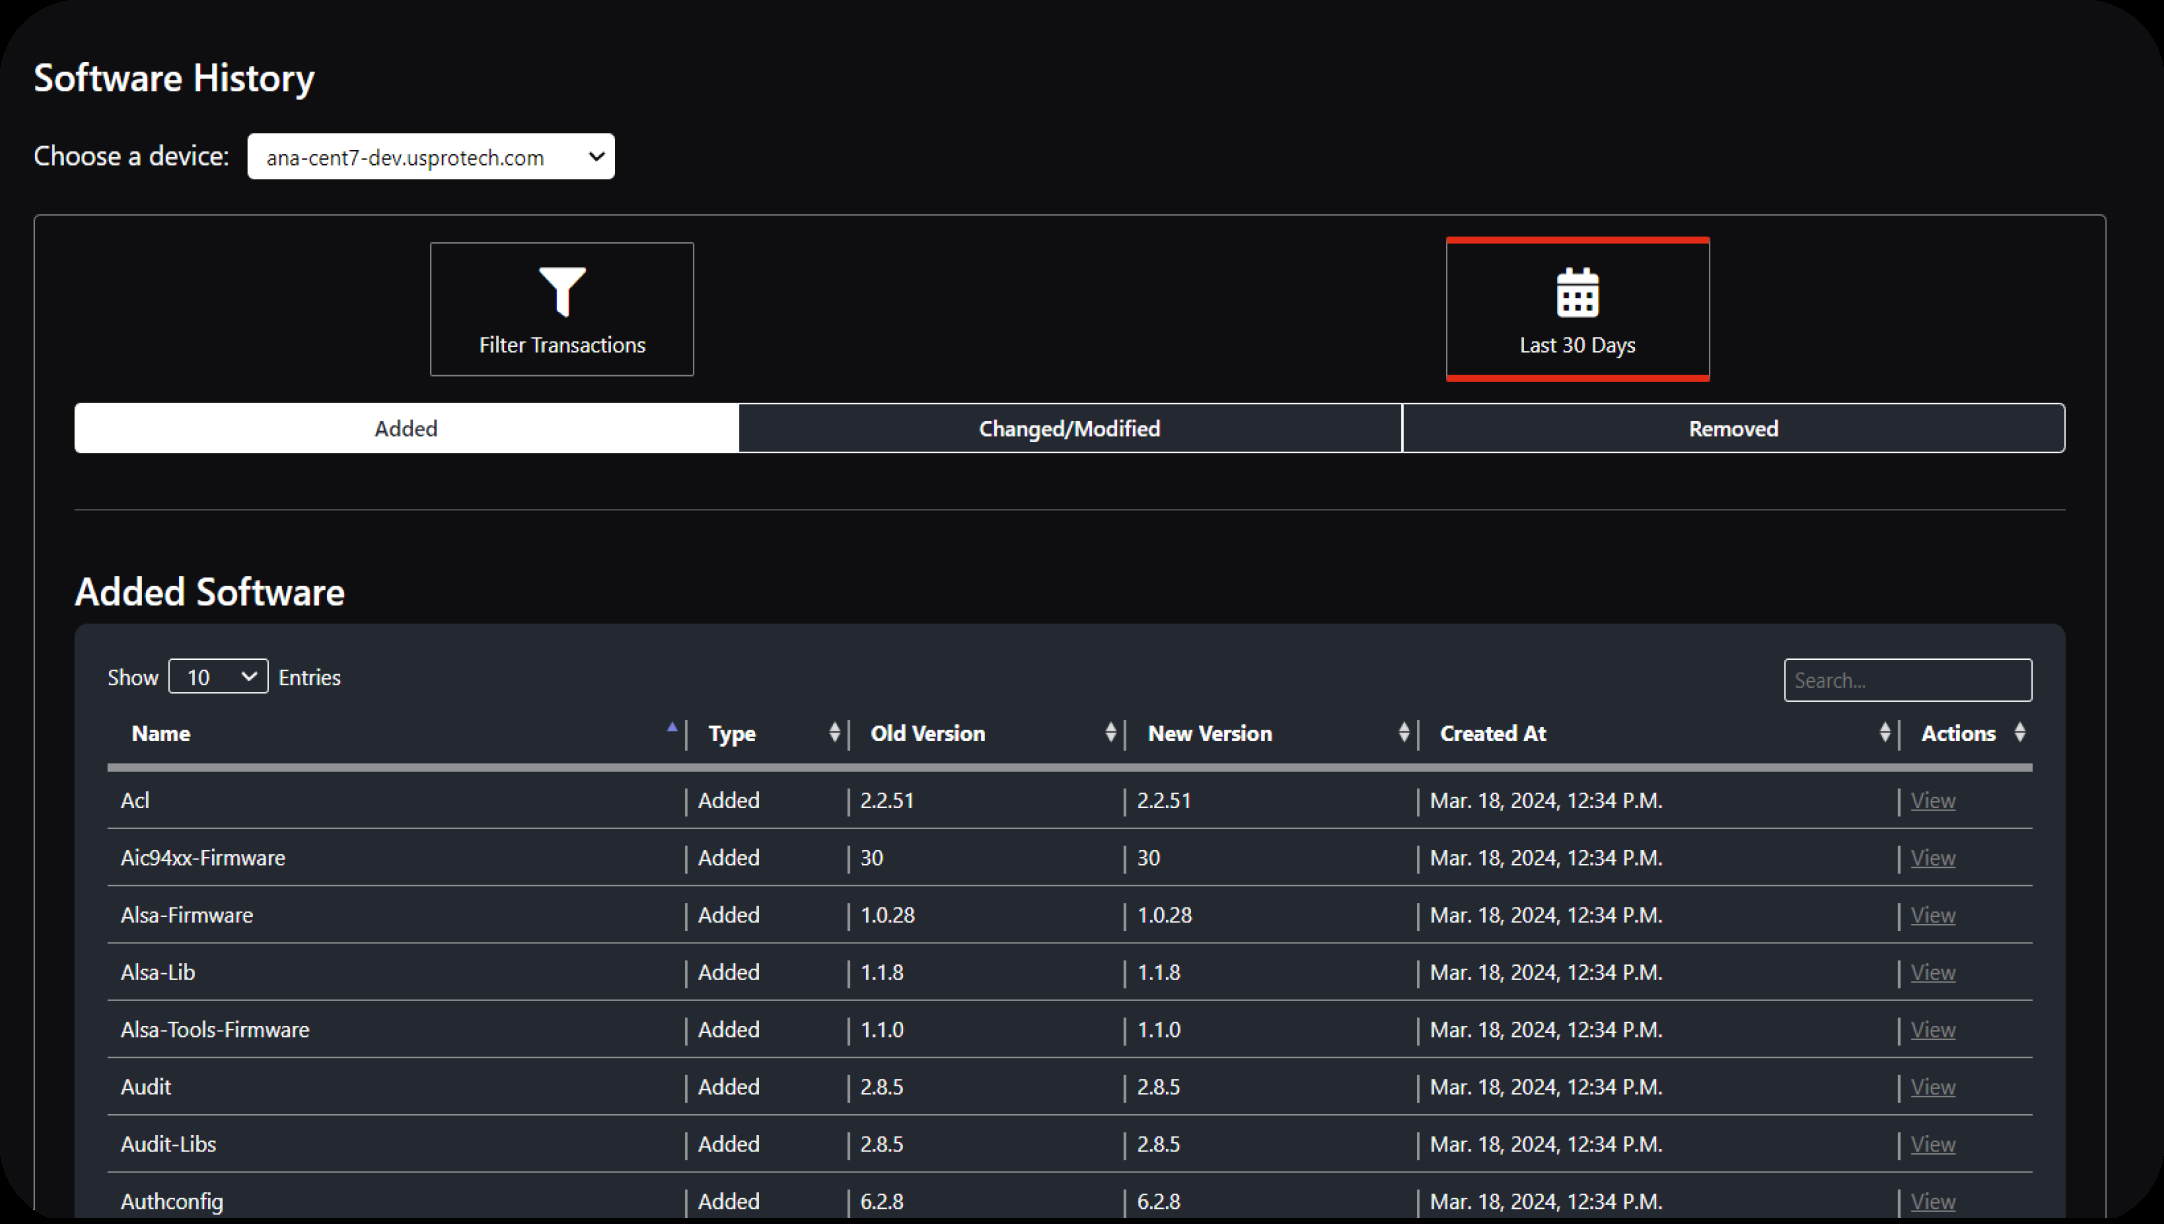 Software History
Choose a device: ana-cent7-dev.usprotech.com
Filter Transactions
Last 30 Days
Added Changed/Modified Removed
Added Software
Show 10 Entries Search...
Name Type Old Version New Version Created At Actions
Acl Added 2.2.51 2.2.51 Mar. 18, 2024, 12:34 P.M. View
Aic94xx-Firmware Added 30 30 Mar. 18, 2024, 12:34 P.M. View
Alsa-Firmware Added 1.0.28 1.0.28 Mar. 18, 2024, 12:34 P.M. View
Alsa-Lib Added 1.1.8 1.1.8 Mar. 18, 2024, 12:34 P.M. View
Alsa-Tools-Firmware Added 1.1.0 1.1.0 Mar. 18, 2024, 12:34 P.M. View
Audit Added 2.8.5 2.8.5 Mar. 18, 2024, 12:34 P.M. View
Audit-Libs Added 2.8.5 2.8.5 Mar. 18, 2024, 12:34 P.M. View
Authconfig Added 6.2.8 6.2.8 Mar. 18, 2024, 12:34 P.M. View